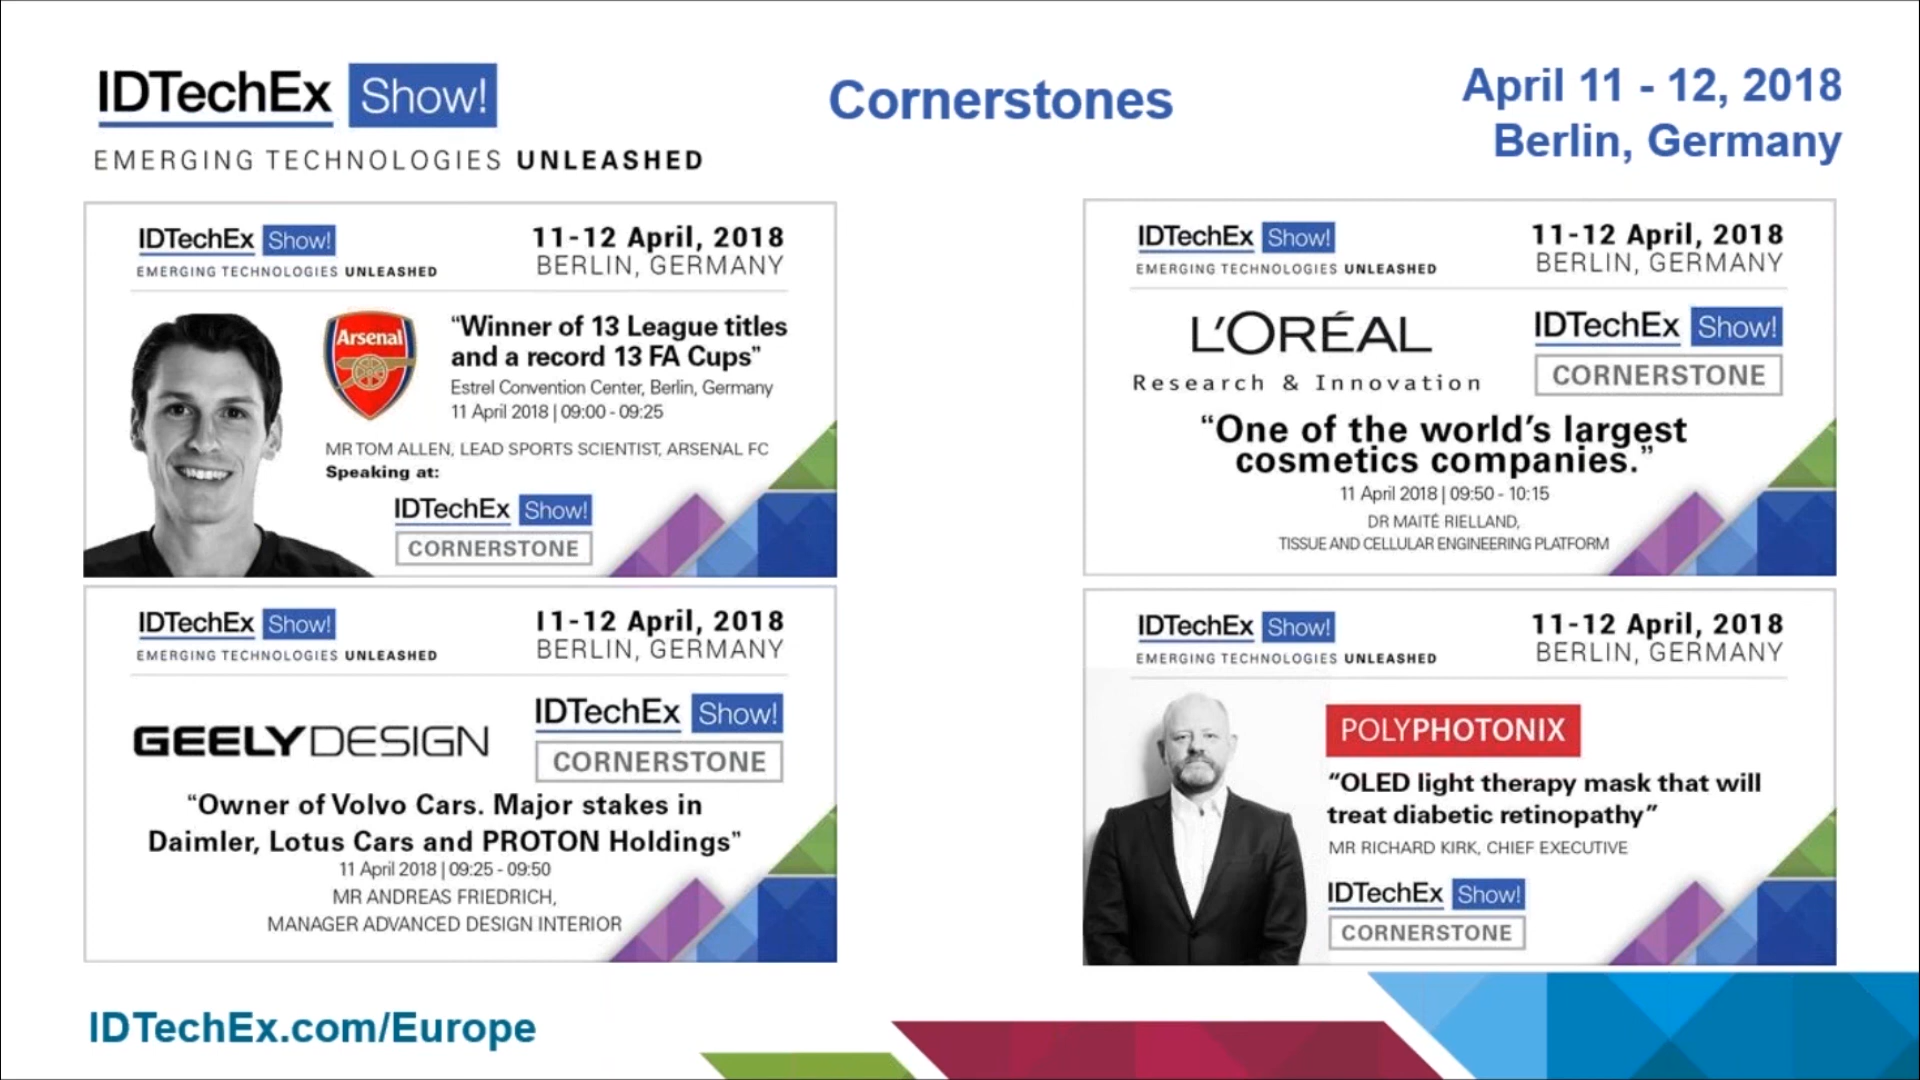 IDTechEx Show!
EMERGING TECHNOLOGIES UNLEASHED
Cornerstones
April 11 - 12, 2018
Berlin, Germany
IDTechEx Show!
EMERGING TECHNOLOGIES UNLEASHED
11-12 April, 2018
BERLIN, GERMANY
Arsenal
“Winner of 13 League titles
and a record 13 FA Cups”
Estrel Convention Center, Berlin, Germany
11 April 2018 | 09:00 - 09:25
MR TOM ALLEN, LEAD SPORTS SCIENTIST, ARSENAL FC
Speaking at:
IDTechEx Show!
CORNERSTONE
IDTechEx Show!
EMERGING TECHNOLOGIES UNLEASHED
11-12 April, 2018
BERLIN, GERMANY
L'ORÉAL
Research & Innovation
IDTechEx Show!
CORNERSTONE
“One of the world's largest
cosmetics companies.”
11 April 2018 | 09:50 - 10:15
DR MAITÉ RIELLAND,
TISSUE AND CELLULAR ENGINEERING PLATFORM
IDTechEx Show!
EMERGING TECHNOLOGIES UNLEASHED
11-12 April, 2018
BERLIN, GERMANY
GEELY DESIGN
IDTechEx Show!
CORNERSTONE
“Owner of Volvo Cars. Major stakes in
Daimler, Lotus Cars and PROTON Holdings”
11 April 2018 | 09:25 - 09:50
MR ANDREAS FRIEDRICH,
MANAGER ADVANCED DESIGN INTERIOR
IDTechEx Show!
EMERGING TECHNOLOGIES UNLEASHED
11-12 April, 2018
BERLIN, GERMANY
POLYPHOTONIX
“OLED light therapy mask that will
treat diabetic retinopathy”
MR RICHARD KIRK, CHIEF EXECUTIVE
IDTechEx Show!
CORNERSTONE
IDTechEx.com/Europe